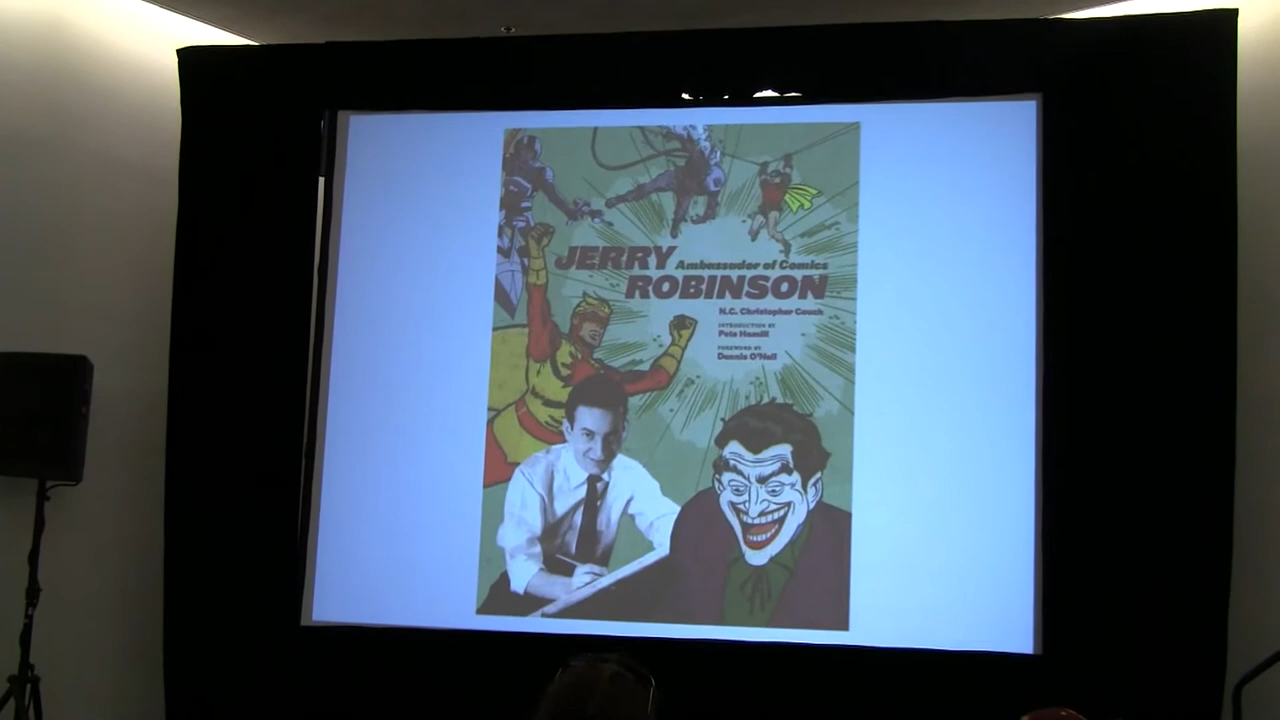 JERRY Ambassador of Comics
ROBINSON
N.C. Christopher Couch
INTRODUCTION BY
Pete Hamill
FOREWORD BY
Dennis O'Neil